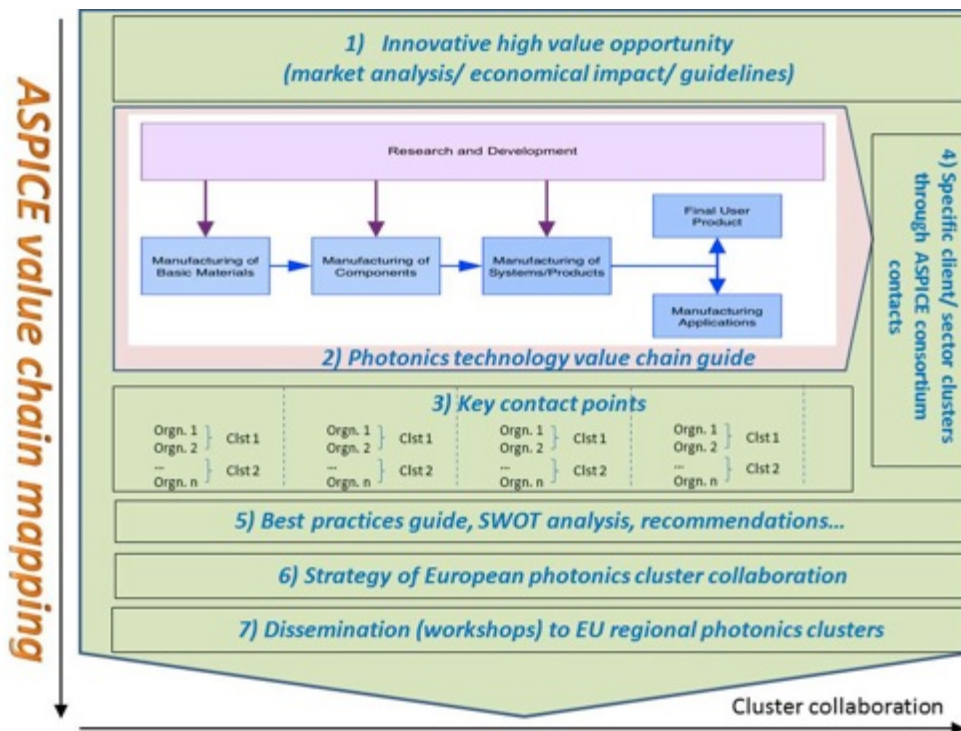 ASPICE value chain mapping
1) Innovative high value opportunity
(market analysis/ economical impact/ guidelines)
Research and Development
Manufacturing of
Basic Materials
Manufacturing of
Components
Manufacturing of
Systems/Products
Final User
Product
Manufacturing
Applications
2) Photonics technology value chain guide
4) Specific client/ sector clusters
through ASPICE consortium
contacts
3) Key contact points
Orgn. 1
Orgn. 2
Clst 1
...
Orgn. n
Clst 2
Orgn. 1
Orgn. 2
Clst 1
...
Orgn. n
Clst 2
Orgn. 1
Orgn. 2
Clst 1
...
Orgn. n
Clst 2
Orgn. 1
Orgn. 2
Clst 1
...
Orgn. n
Clst 2
5) Best practices guide, SWOT analysis, recommendations...
6) Strategy of European photonics cluster collaboration
7) Dissemination (workshops) to EU regional photonics clusters
Cluster collaboration